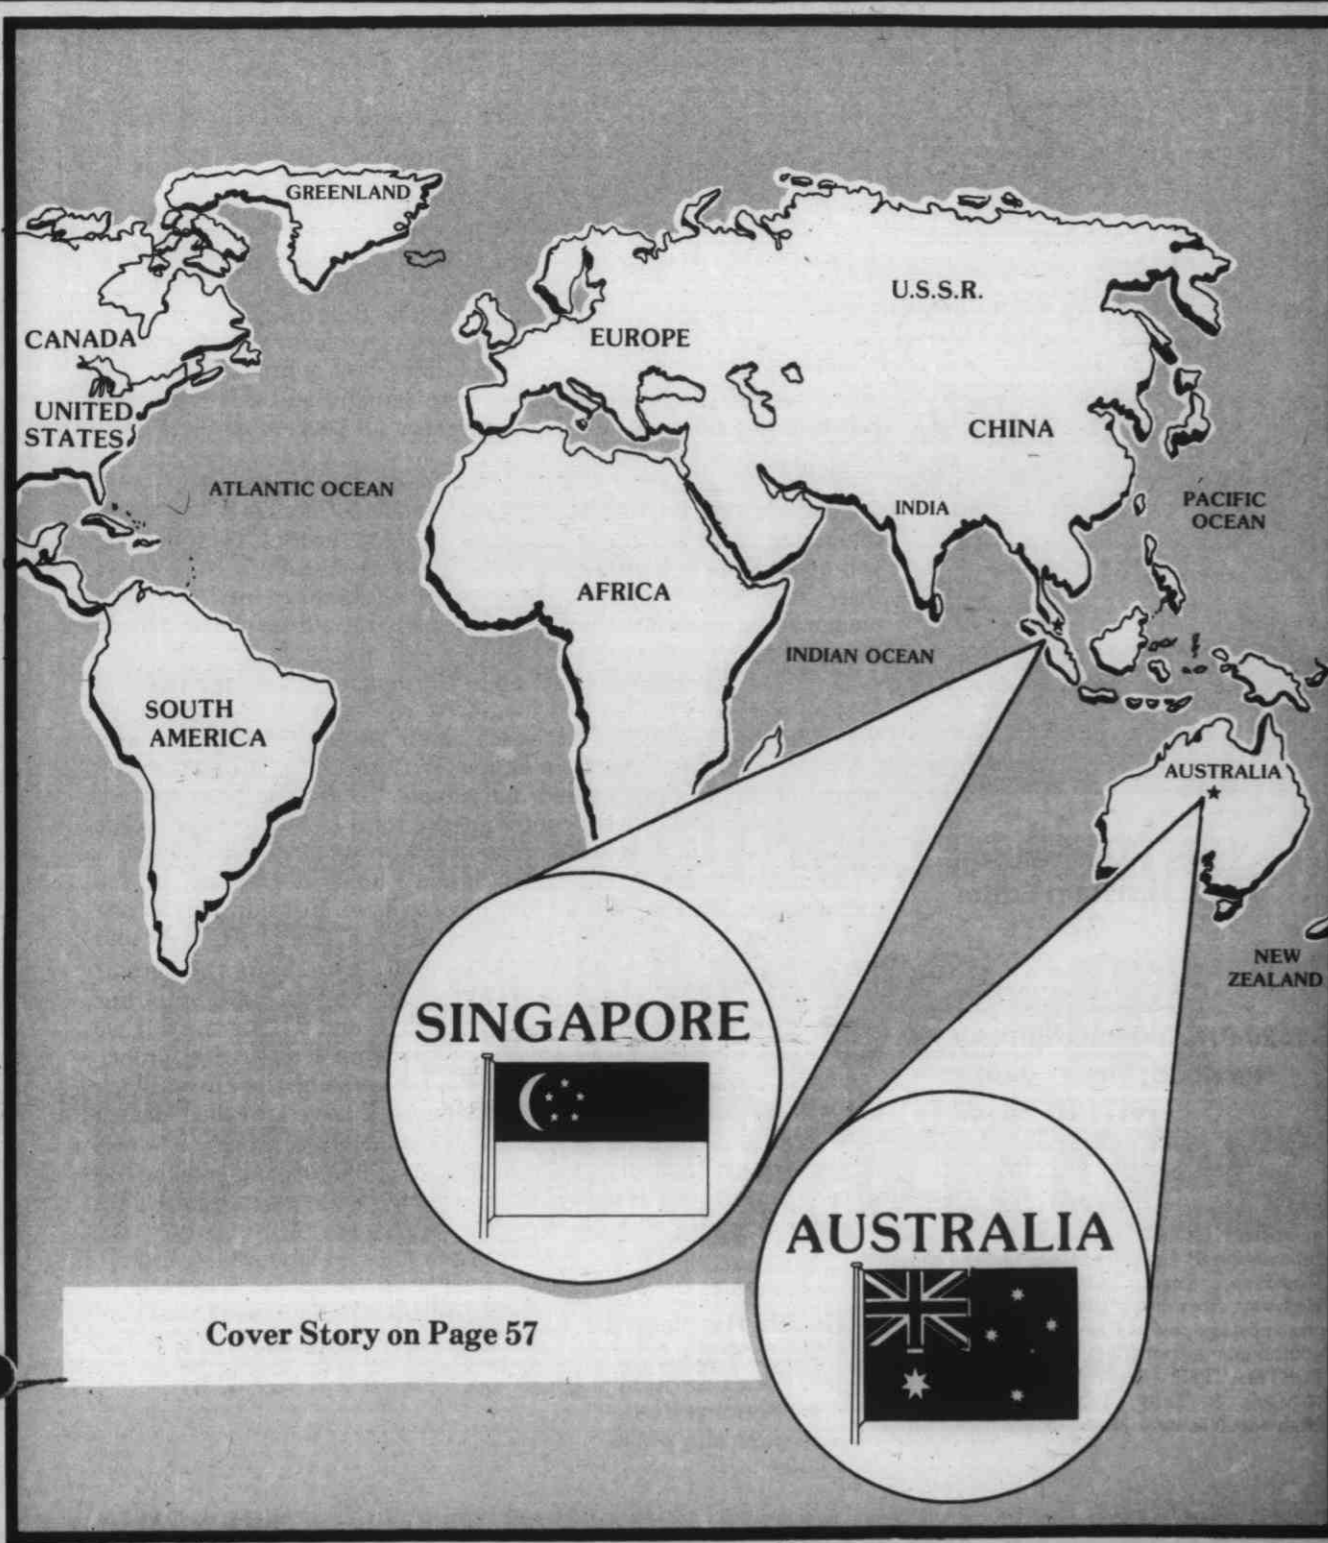 GREENLAND
U.S.S.R.
CANADA
EUROPE
UNITED
STATES
CHINA
ATLANTIC OCEAN
INDIA
PACIFIC
OCEAN
AFRICA
INDIAN OCEAN
SOUTH
AMERICA
AUSTRALIA
NEW
ZEALAND
SINGAPORE
AUSTRALIA
Cover Story on Page 57